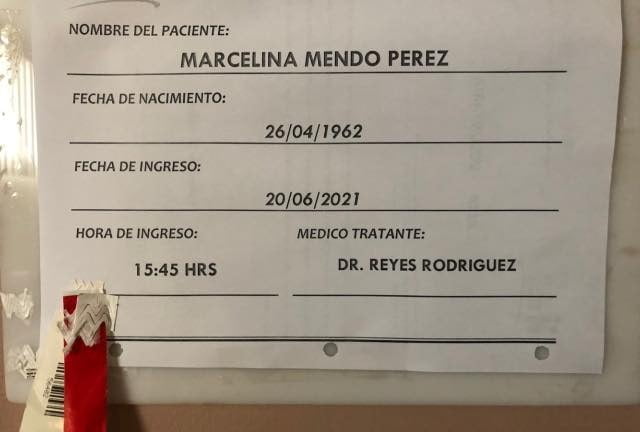 NOMBRE DEL PACIENTE:
MARCELINA MENDO PEREZ
FECHA DE NACIMIENTO:
26/04/1962
FECHA DE INGRESO:
20/06/2021
HORA DE INGRESO: MEDICO TRATANTE:
15:45 HRS DR. REYES RODRIGUEZ